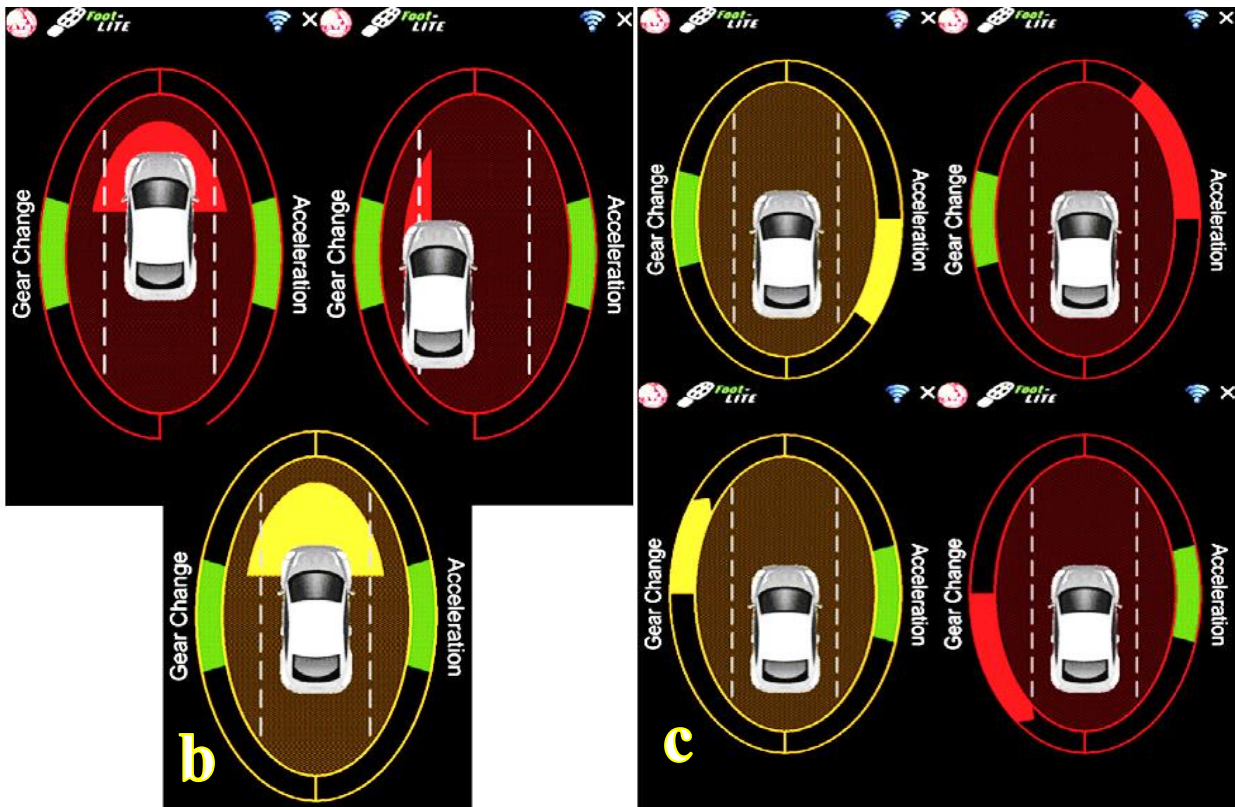 Foot-
LITE
X
Foot-
LITE
X
Gear Change
Acceleration
Gear Change
Acceleration
Gear Change
Acceleration
b
Foot-
LITE
X
Foot-
LITE
X
Gear Change
Acceleration
Gear Change
Acceleration
Foot-
LITE
X
Foot-
LITE
X
Gear Change
Acceleration
Gear Change
Acceleration
c